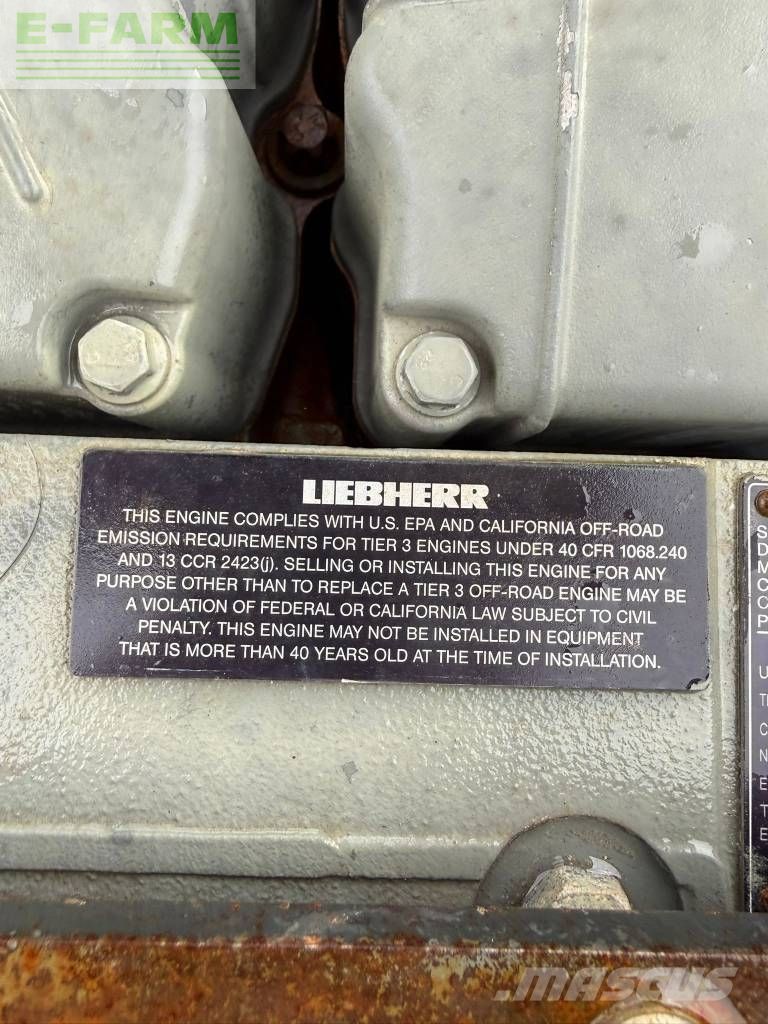 E-FARM
LIEBHERR
THIS ENGINE COMPLIES WITH U.S. EPA AND CALIFORNIA OFF-ROAD
EMISSION REQUIREMENTS FOR TIER 3 ENGINES UNDER 40 CFR 1068.240
AND 13 CCR 2423(j). SELLING OR INSTALLING THIS ENGINE FOR ANY
PURPOSE OTHER THAN TO REPLACE A TIER 3 OFF-ROAD ENGINE MAY BE
A VIOLATION OF FEDERAL OR CALIFORNIA LAW SUBJECT TO CIVIL
PENALTY. THIS ENGINE MAY NOT BE INSTALLED IN EQUIPMENT
THAT IS MORE THAN 40 YEARS OLD AT THE TIME OF INSTALLATION.
MASCUS